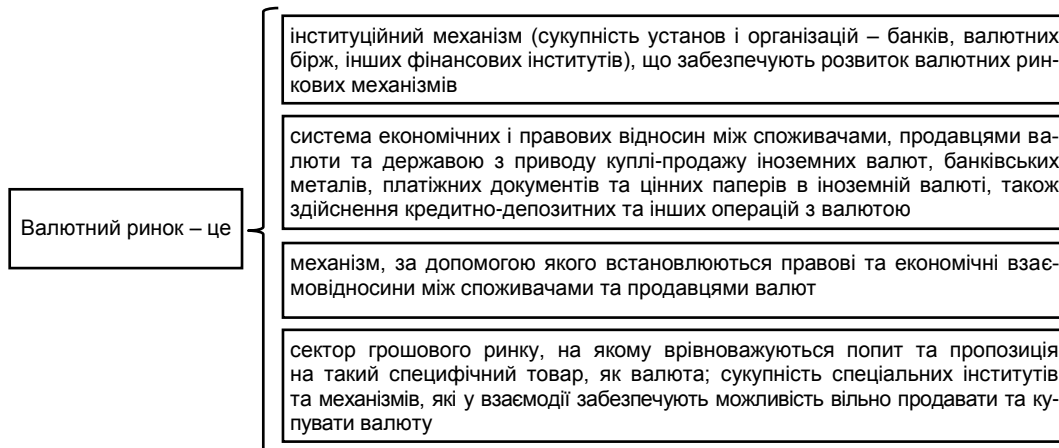 інституційний механізм (сукупність установ і організацій – банків, валютних
бірж, інших фінансових інститутів), що забезпечують розвиток валютних рин-
кових механізмів
система економічних і правових відносин між споживачами, продавцями ва-
люти та державою з приводу куплі-продажу іноземних валют, банківських
металів, платіжних документів та цінних паперів в іноземній валюті, також
здійснення кредитно-депозитних та інших операцій з валютою
Валютний ринок – це
механізм, за допомогою якого встановлюються правові та економічні взає-
мовідносини між споживачами та продавцями валют
сектор грошового ринку, на якому врівноважуються попит та пропозиція
на такий специфічний товар, як валюта; сукупність спеціальних інститутів
та механізмів, які у взаємодії забезпечують можливість вільно продавати та ку-
пувати валюту